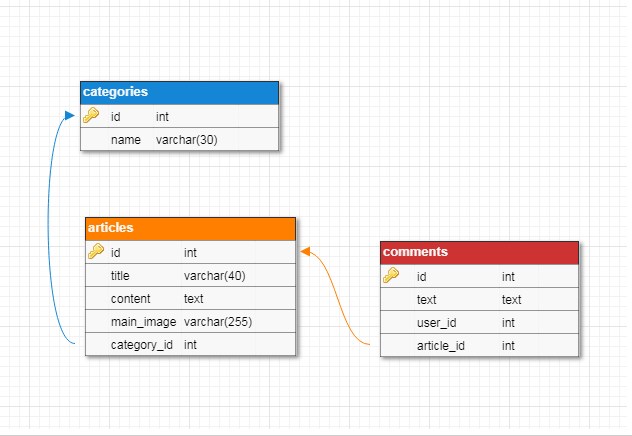 categories
id int
name varchar(30)
articles
id int
title varchar(40)
content text
main_image varchar(255)
category_id int
comments
id int
text text
user_id int
article_id int